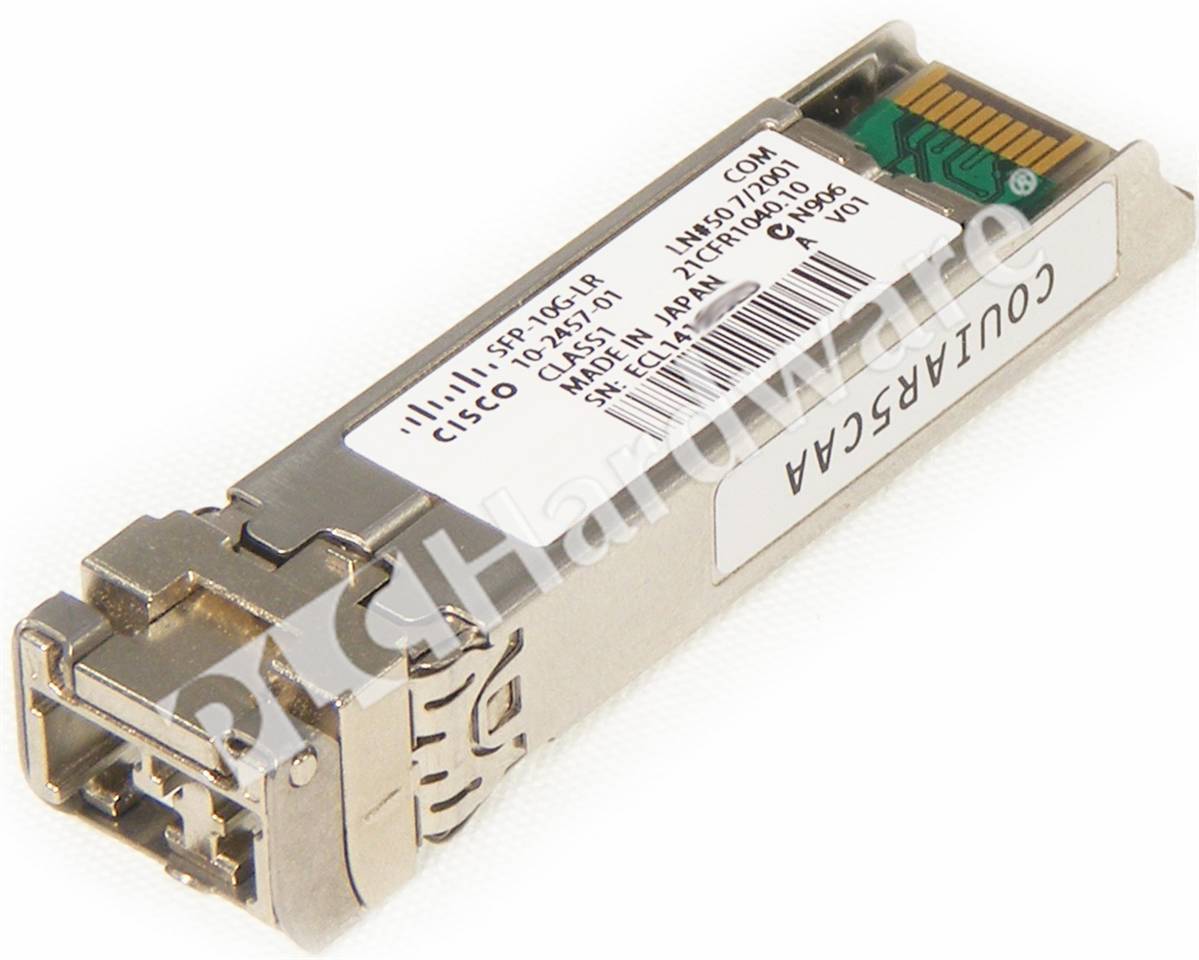 COM
SFP-10G-LR LN#50 7/2001
CISCO 10-2457-01 21CFR1040.10
CLASS1 N906
MADE IN JAPAN A V01
SN: ECL141
COUIAR5CAA
PLCHardware®